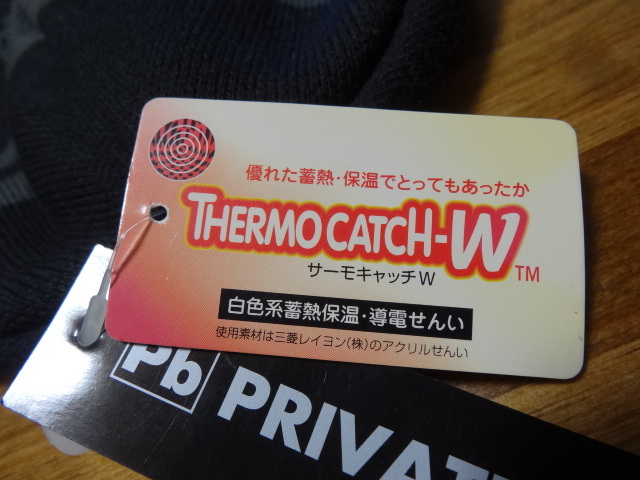 優れた蓄熱・保温でとってもあったか
THERMOCATCH-W™
サーモキャッチW
白色系蓄熱保温・導電せんい
使用素材は三菱レイヨン(株)のアクリルせんい
Pb PRIVAT